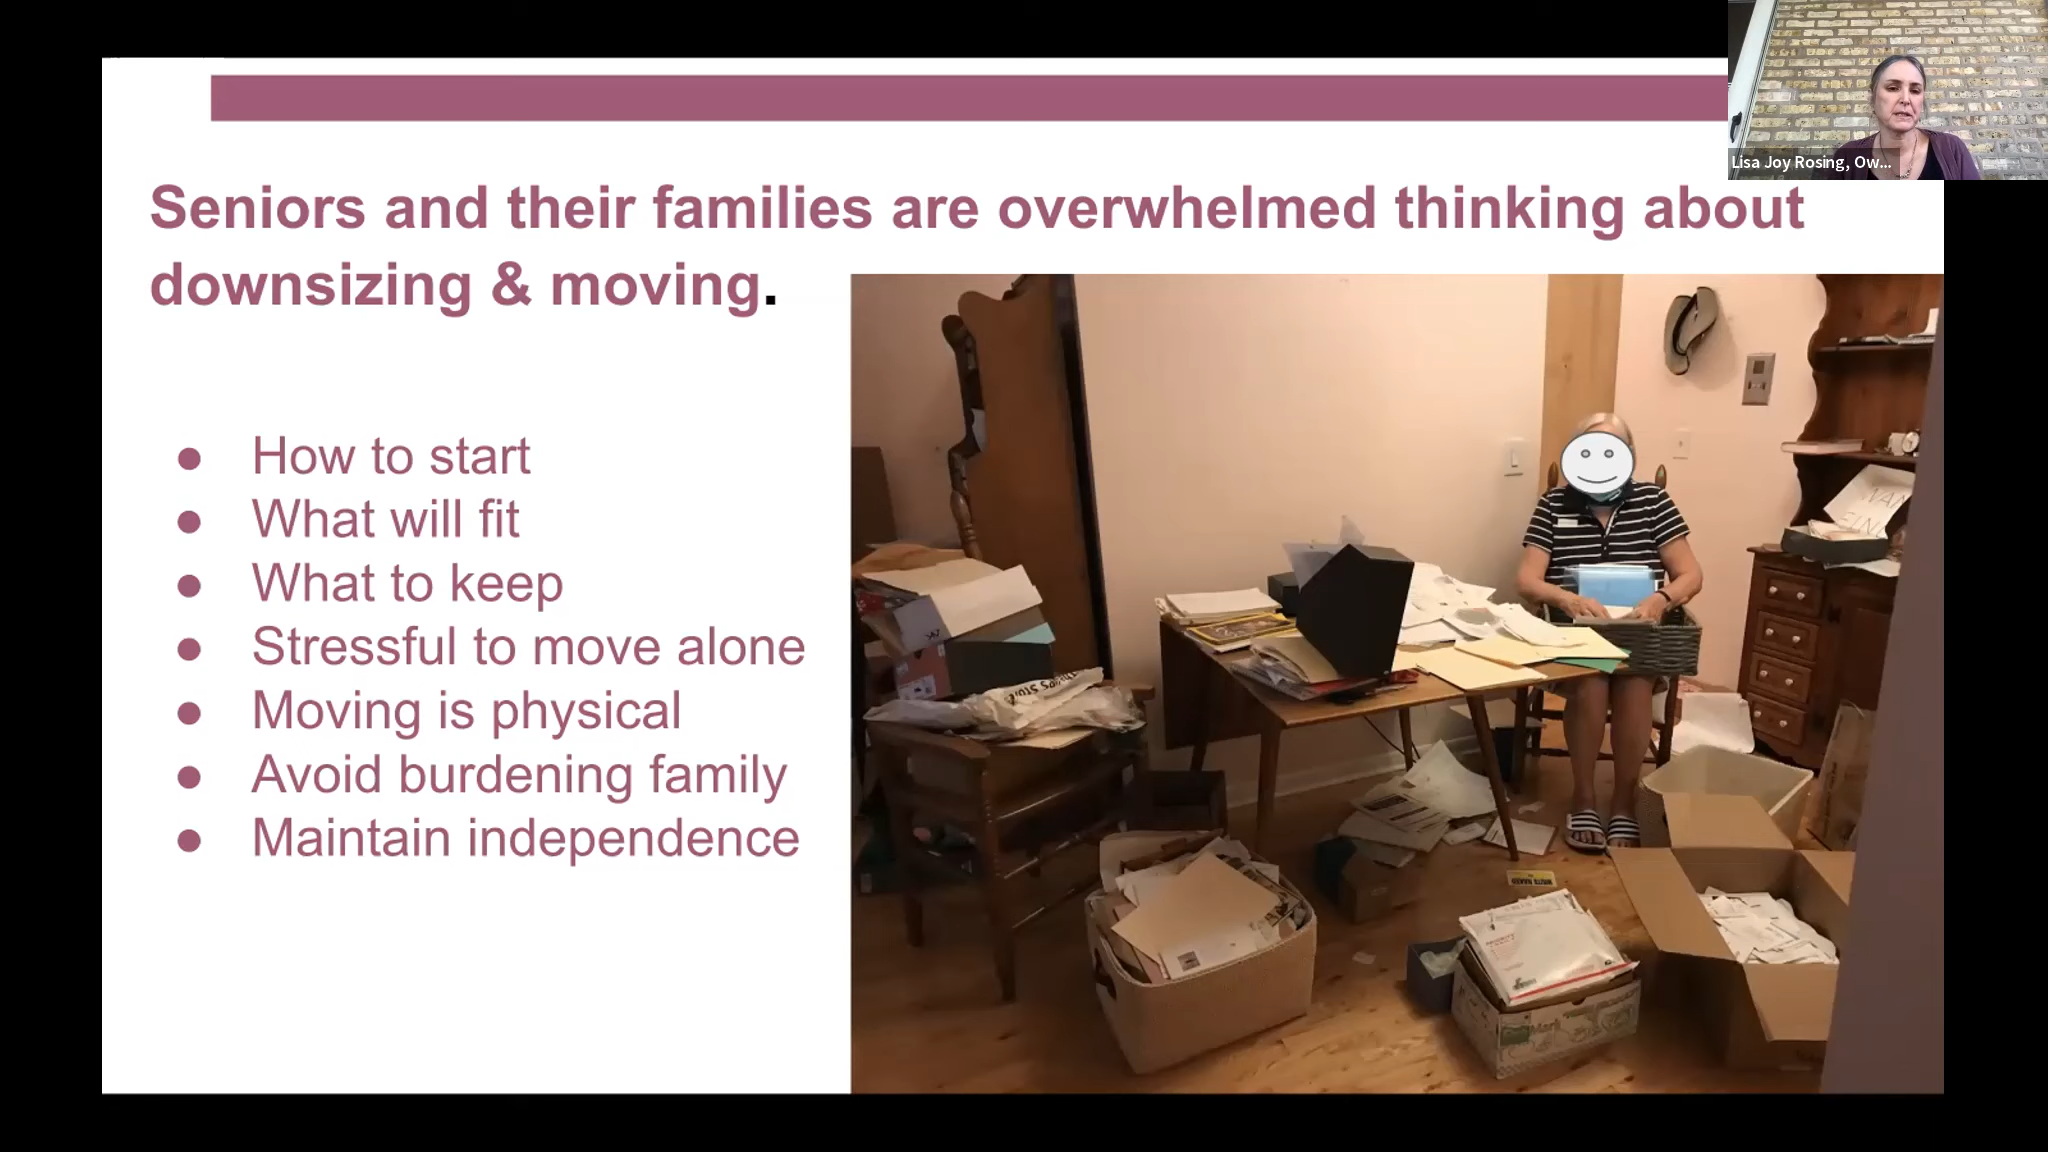 Lisa Joy Rosing, Ow...
Seniors and their families are overwhelmed thinking about
downsizing & moving.
● How to start
● What will fit
● What to keep
● Stressful to move alone
● Moving is physical
● Avoid burdening family
● Maintain independence